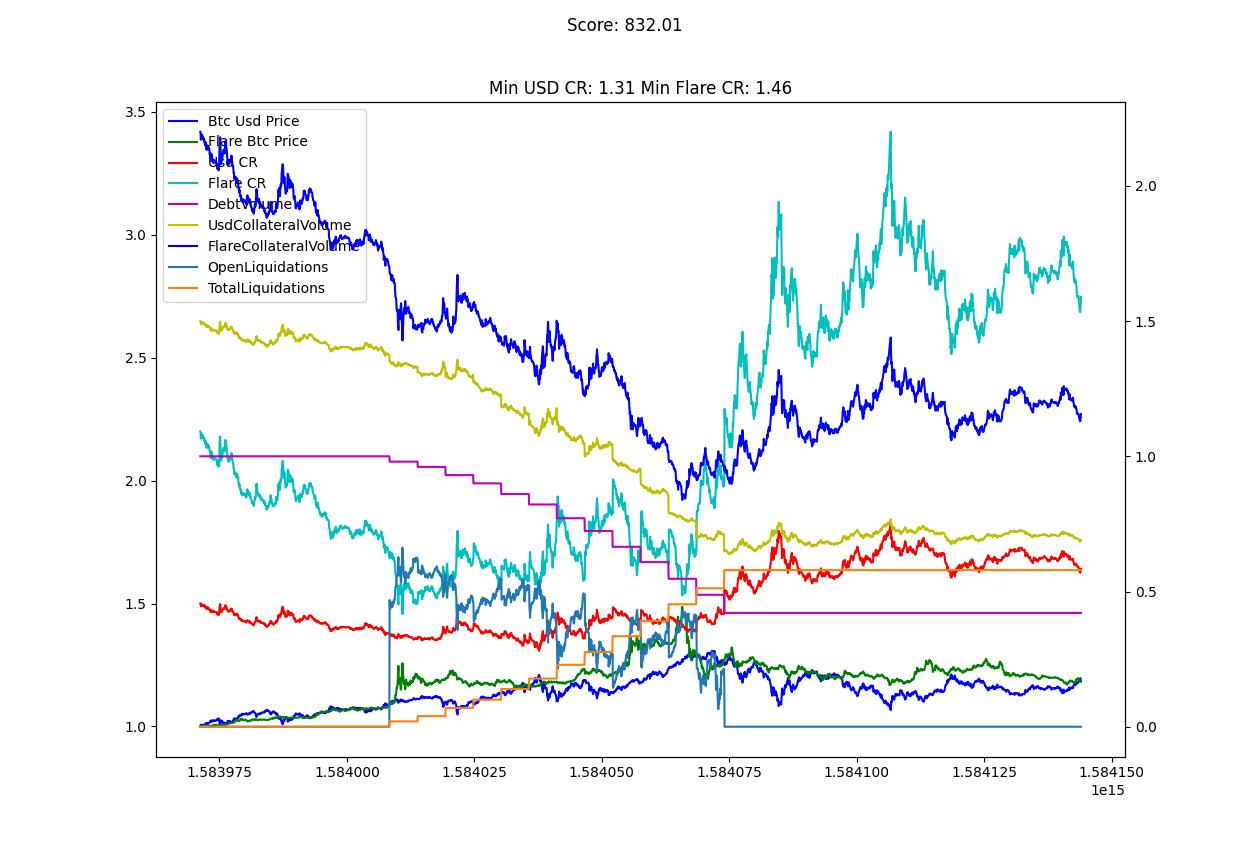 Score: 832.01
Min USD CR: 1.31 Min Flare CR: 1.46
3.5
3.0
2.5
2.0
1.5
1.0
Btc Usd Price
Flare Btc Price
Usd CR
Flare CR
DebtVolume
UsdCollateralVolume
FlareCollateralVolume
OpenLiquidations
TotalLiquidations
2.0
1.5
1.0
0.5
0.0
1.583975 1.584000 1.584025 1.584050 1.584075 1.584100 1.584125 1.584150
1e15